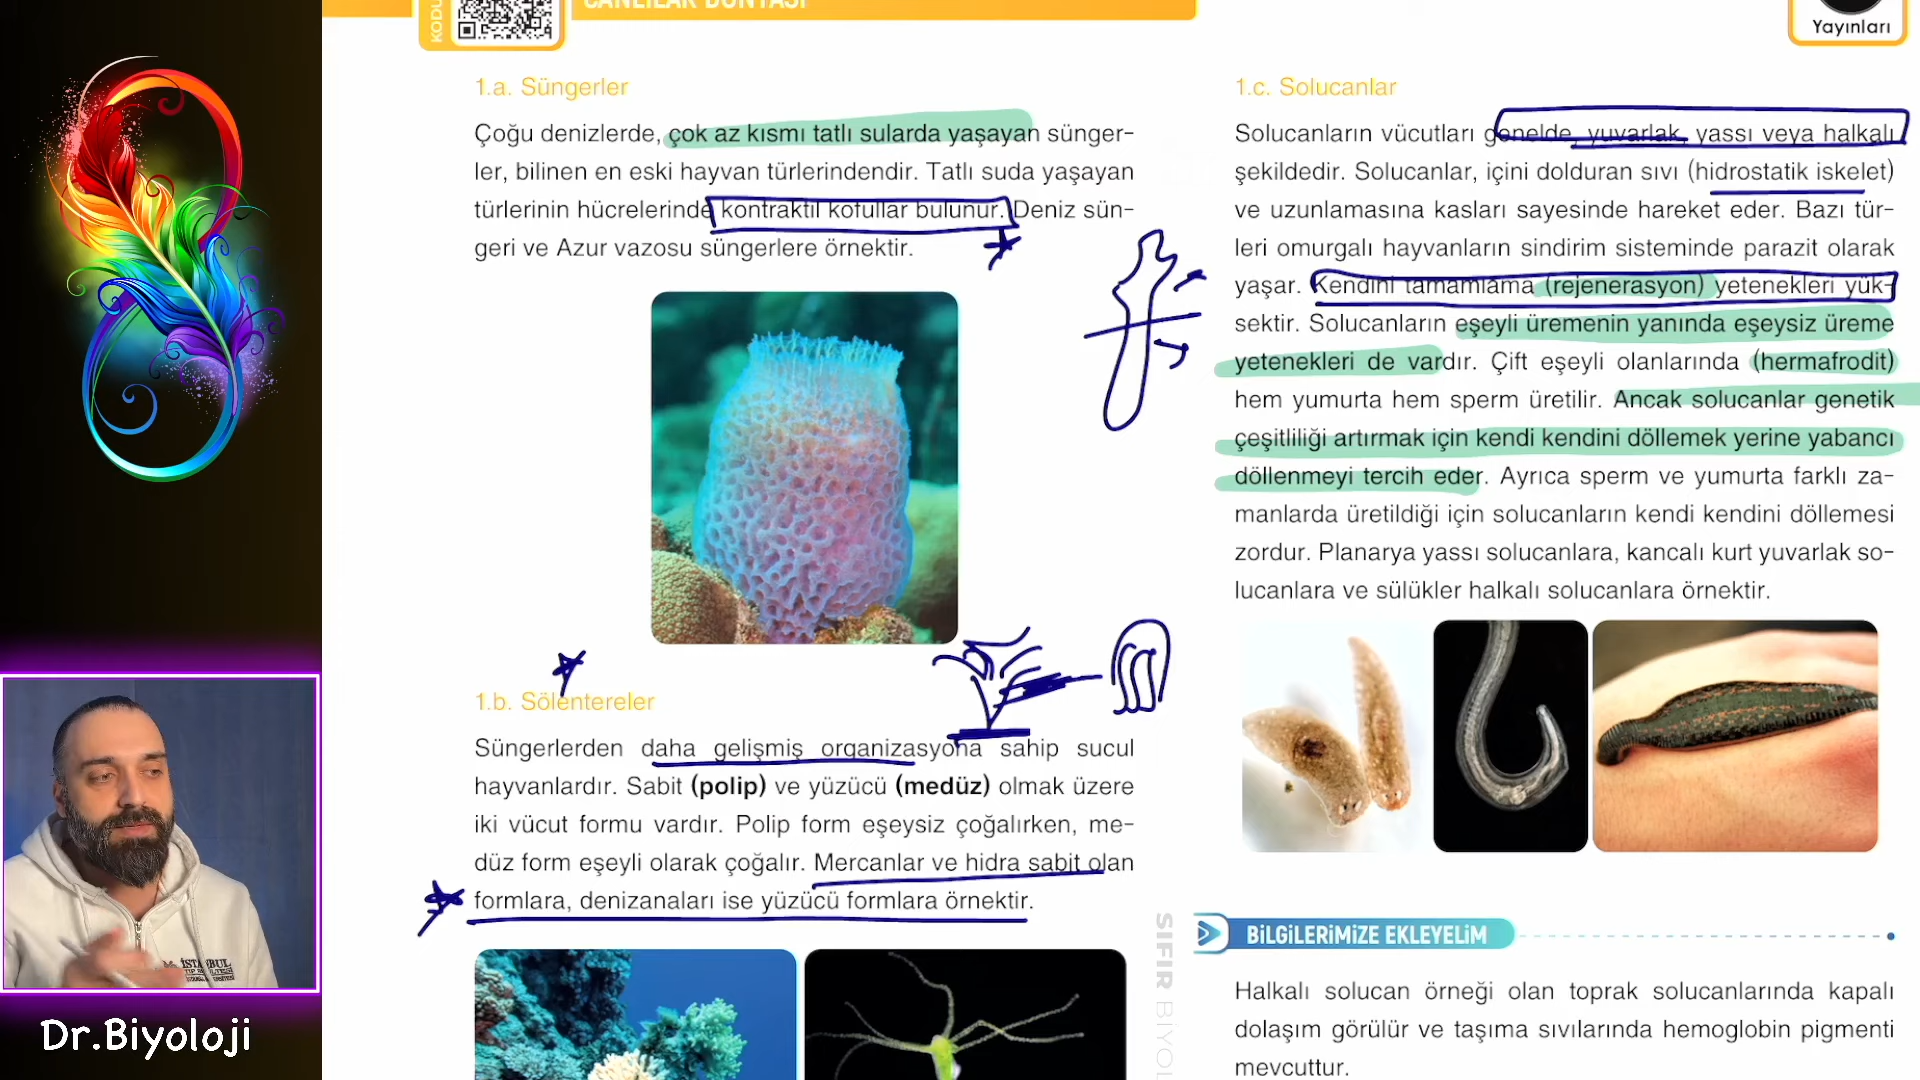 KODU
CANLILAR DÜNYASI
Yayınları
1.a. Süngerler
Çoğu denizlerde, çok az kısmı tatlı sularda yaşayan sünger-
ler, bilinen en eski hayvan türlerindendir. Tatlı suda yaşayan
türlerinin hücrelerinde kontraktil kofullar bulunur. Deniz sün-
geri ve Azur vazosu süngerlere örnektir.
1.b. Sölentereler
Süngerlerden daha gelişmiş organizasyona sahip sucul
hayvanlardır. Sabit (polip) ve yüzücü (medüz) olmak üzere
iki vücut formu vardır. Polip form eşeysiz çoğalırken, me-
düz form eşeyli olarak çoğalır. Mercanlar ve hidra sabit olan
formlara, denizanaları ise yüzücü formlara örnektir.
1.c. Solucanlar
Solucanların vücutları genelde yuvarlak, yassı veya halkalı
şekildedir. Solucanlar, içini dolduran sıvı (hidrostatik iskelet)
ve uzunlamasına kasları sayesinde hareket eder. Bazı tür-
leri omurgalı hayvanların sindirim sisteminde parazit olarak
yaşar. Kendini tamamlama (rejenerasyon) yetenekleri yük-
sektir. Solucanların eşeyli üremenin yanında eşeysiz üreme
yetenekleri de vardır. Çift eşeyli olanlarında (hermafrodit)
hem yumurta hem sperm üretilir. Ancak solucanlar genetik
çeşitliliği artırmak için kendi kendini döllemek yerine yabancı
döllenmeyi tercih eder. Ayrıca sperm ve yumurta farklı za-
manlarda üretildiği için solucanların kendi kendini döllemesi
zordur. Planarya yassı solucanlara, kancalı kurt yuvarlak so-
lucanlara ve sülükler halkalı solucanlara örnektir.
BİLGİLERİMİZE EKLEYELİM
Halkalı solucan örneği olan toprak solucanlarında kapalı
dolaşım görülür ve taşıma sıvılarında hemoglobin pigmenti
mevcuttur.
SIFIR BİYOL
İSTANBUL
Dr.Biyoloji